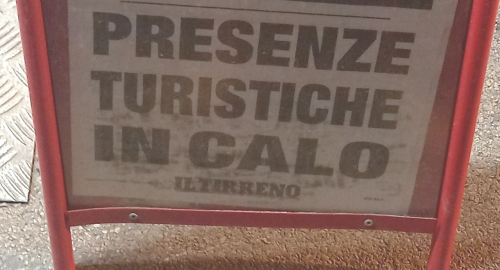 PRESENZE
TURISTICHE
IN CALO
IL TIRRENO